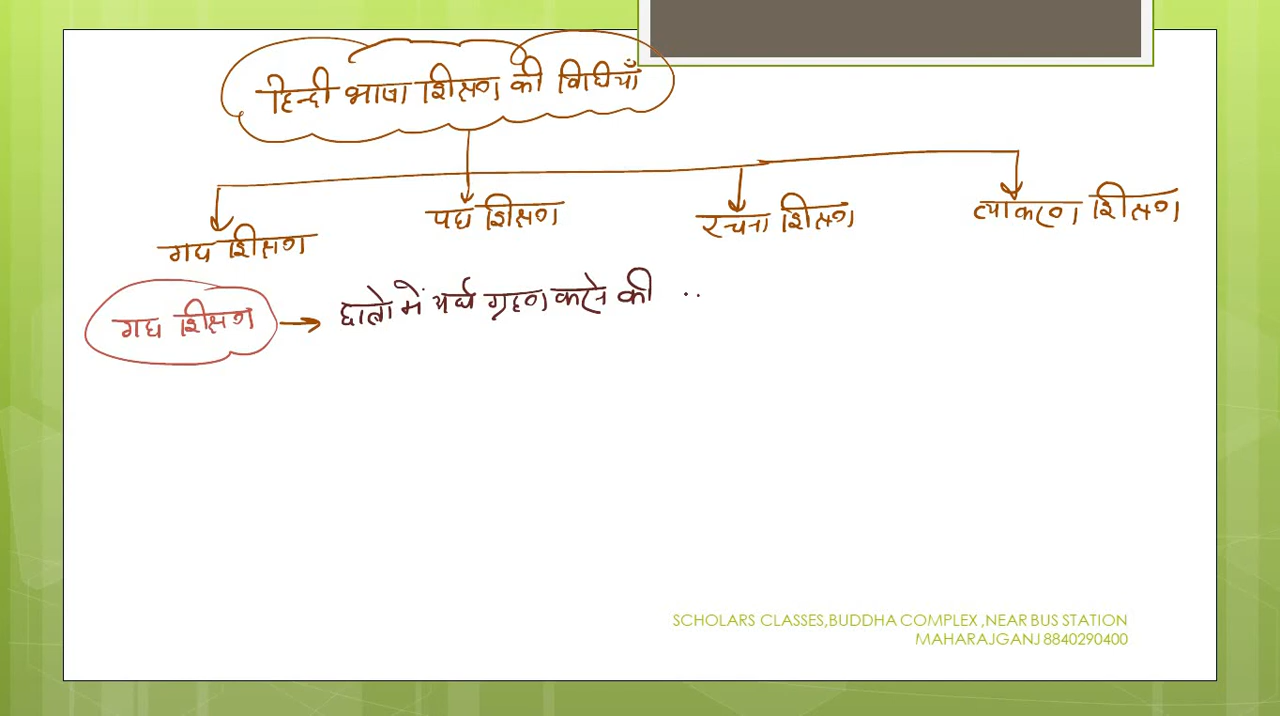 हिन्दी भाषा शिक्षण की विधियाँ
गद्य शिक्षण
पद्य शिक्षण
रचना शिक्षण
व्याकरण शिक्षण
गद्य शिक्षण → छात्रो में अर्थ ग्रहण करने की ..
SCHOLARS CLASSES,BUDDHA COMPLEX ,NEAR BUS STATION
MAHARAJGANJ 8840290400